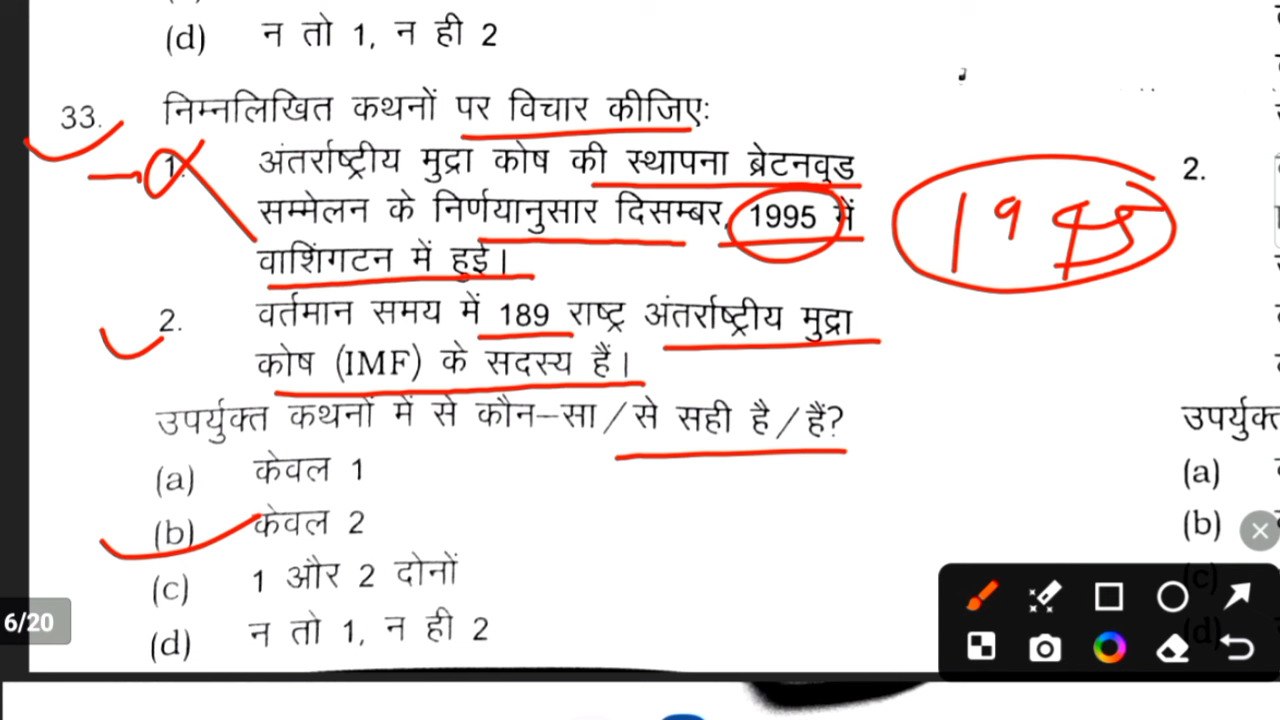 (d) न तो 1, न ही 2
33. निम्नलिखित कथनों पर विचार कीजिएः
1. अंतर्राष्ट्रीय मुद्रा कोष की स्थापना ब्रेटनवुड
सम्मेलन के निर्णयानुसार दिसम्बर, 1995 में
वाशिंगटन में हुई।
1945
2. वर्तमान समय में 189 राष्ट्र अंतर्राष्ट्रीय मुद्रा
कोष (IMF) के सदस्य हैं।
उपर्युक्त कथनों में से कौन–सा/से सही है/हैं?
(a) केवल 1
(b) केवल 2
(c) 1 और 2 दोनों
(d) न तो 1, न ही 2
2.
उपर्युक्त
(a)
(b)
(c)
(d)
6/20